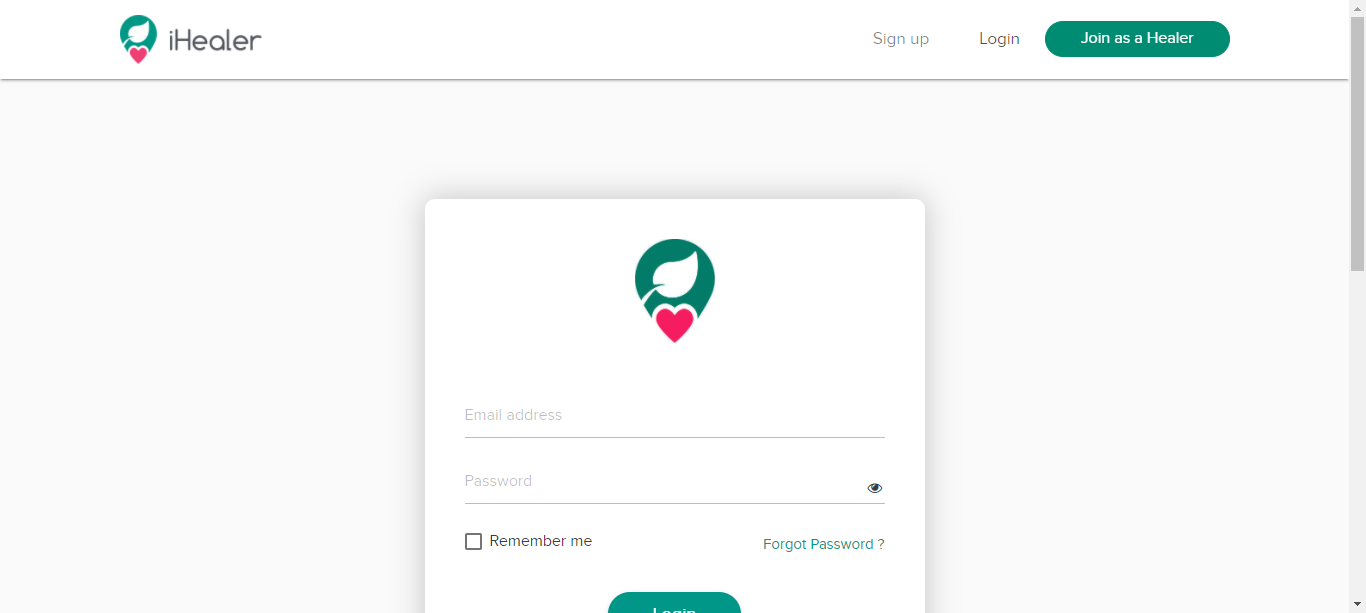 iHealer
Sign up
Login
Join as a Healer
Email address
Password
Remember me
Forgot Password ?
Login